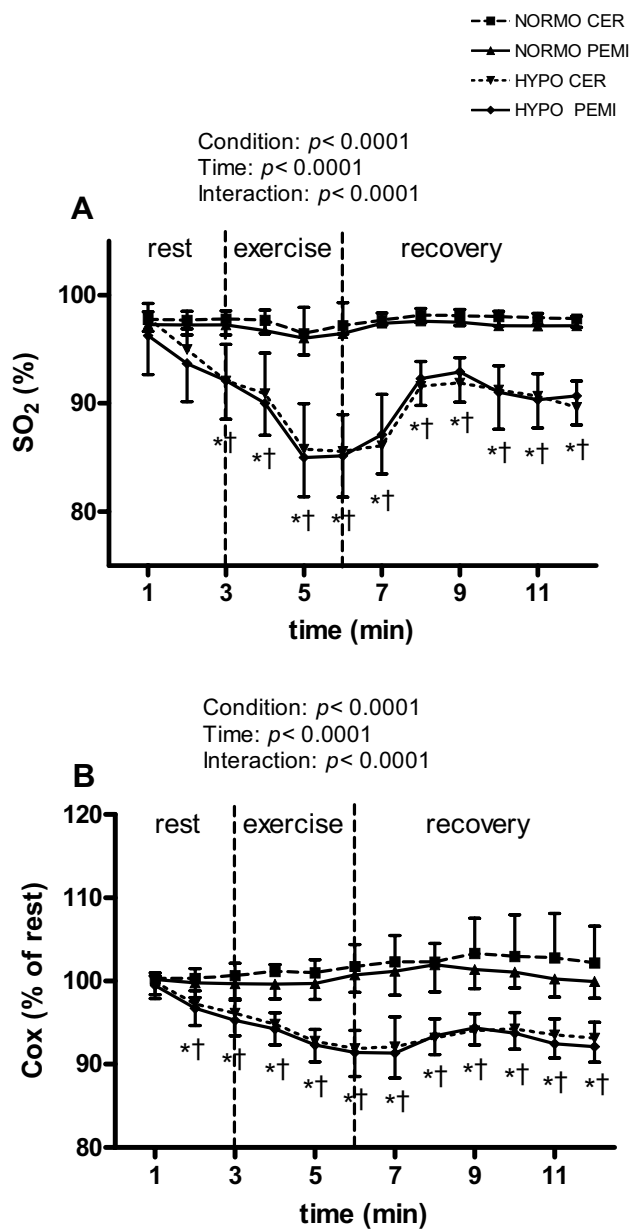 NORMO CER
NORMO PEMI
HYPO CER
HYPO PEMI
Condition: p< 0.0001
Time: p< 0.0001
Interaction: p< 0.0001
A
rest exercise recovery
100
90
80
SO2 (%)
*† *† *† *† *† *† *† *† *† *†
1 3 5 7 9 11
time (min)
Condition: p< 0.0001
Time: p< 0.0001
Interaction: p< 0.0001
B
120
rest exercise recovery
110
100
90
80
Cox (% of rest)
*† *† *† *† *† *† *† *† *† *† *†
1 3 5 7 9 11
time (min)